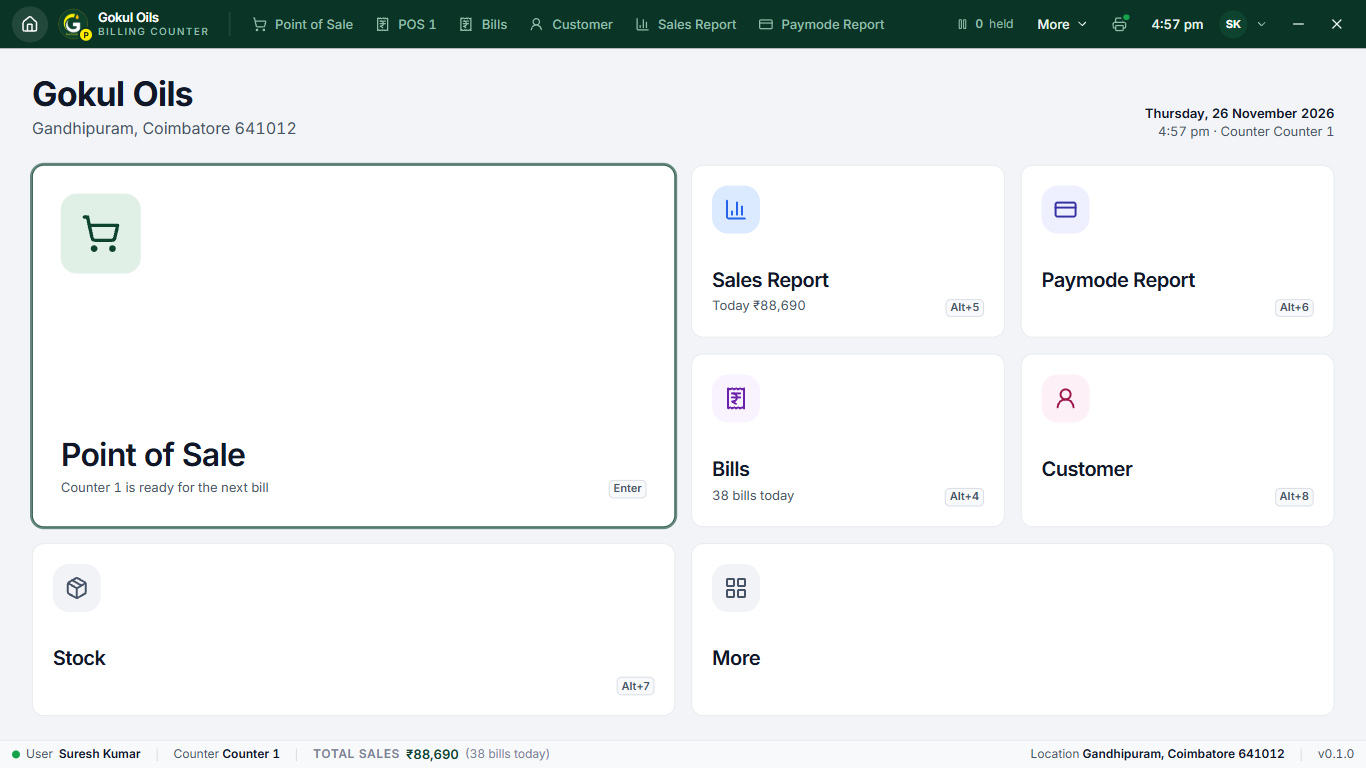 Gokul Oils
BILLING COUNTER
G
P
Point of Sale
POS 1
Bills
Customer
Sales Report
Paymode Report
0 held
More
4:57 pm
SK
Gokul Oils
Gandhipuram, Coimbatore 641012
Thursday, 26 November 2026
4:57 pm · Counter Counter 1
Point of Sale
Counter 1 is ready for the next bill
Enter
Sales Report
Today ₹88,690
Alt+5
Paymode Report
Alt+6
Bills
38 bills today
Alt+4
Customer
Alt+8
Stock
Alt+7
More
User Suresh Kumar
Counter Counter 1
TOTAL SALES ₹88,690 (38 bills today)
Location Gandhipuram, Coimbatore 641012
v0.1.0